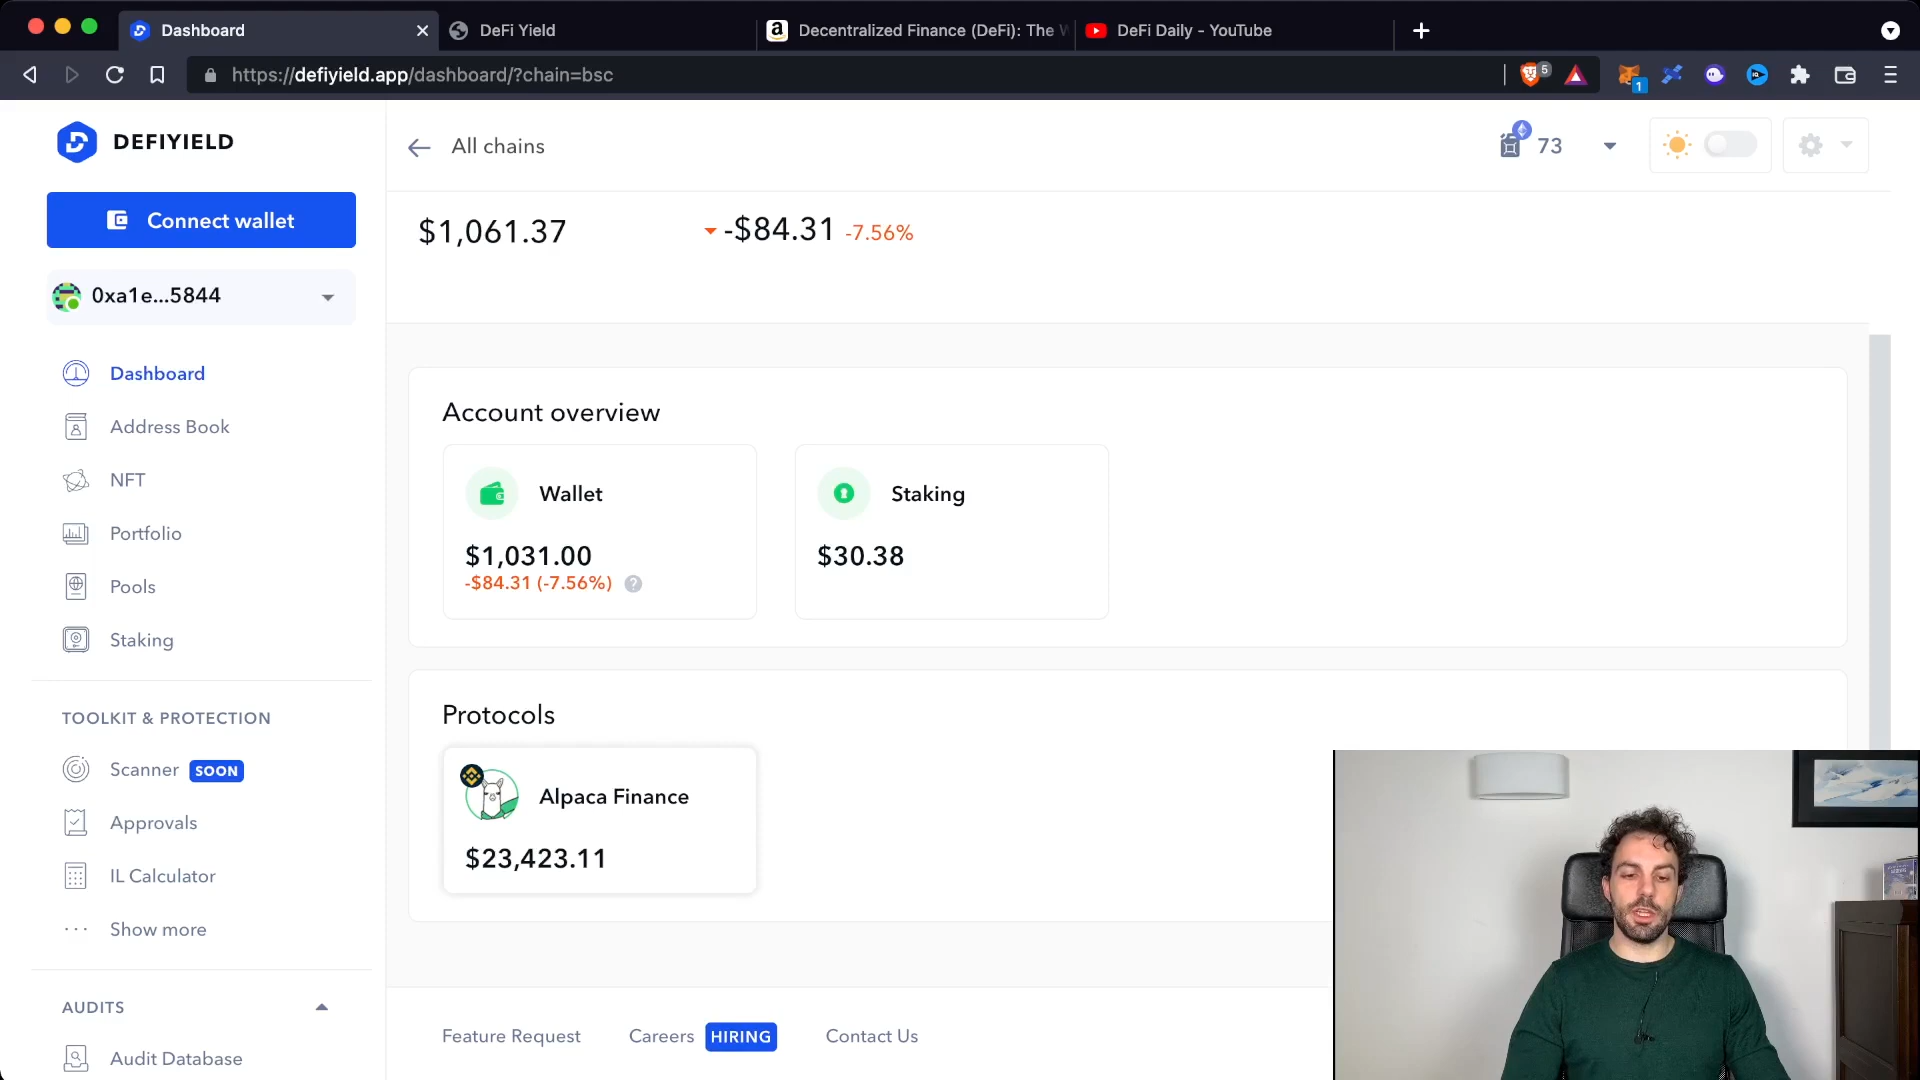 Dashboard
DeFi Yield
Decentralized Finance (DeFi): The W
DeFi Daily - YouTube
https://defiyield.app/dashboard/?chain=bsc
5
1
DEFIYIELD
Connect wallet
0xa1e...5844
Dashboard
Address Book
NFT
Portfolio
Pools
Staking
TOOLKIT & PROTECTION
Scanner SOON
Approvals
IL Calculator
Show more
AUDITS
Audit Database
All chains
73
$1,061.37
-$84.31 -7.56%
Account overview
Wallet
$1,031.00
-$84.31 (-7.56%)
?
Staking
$30.38
Protocols
Alpaca Finance
$23,423.11
Feature Request
Careers HIRING
Contact Us